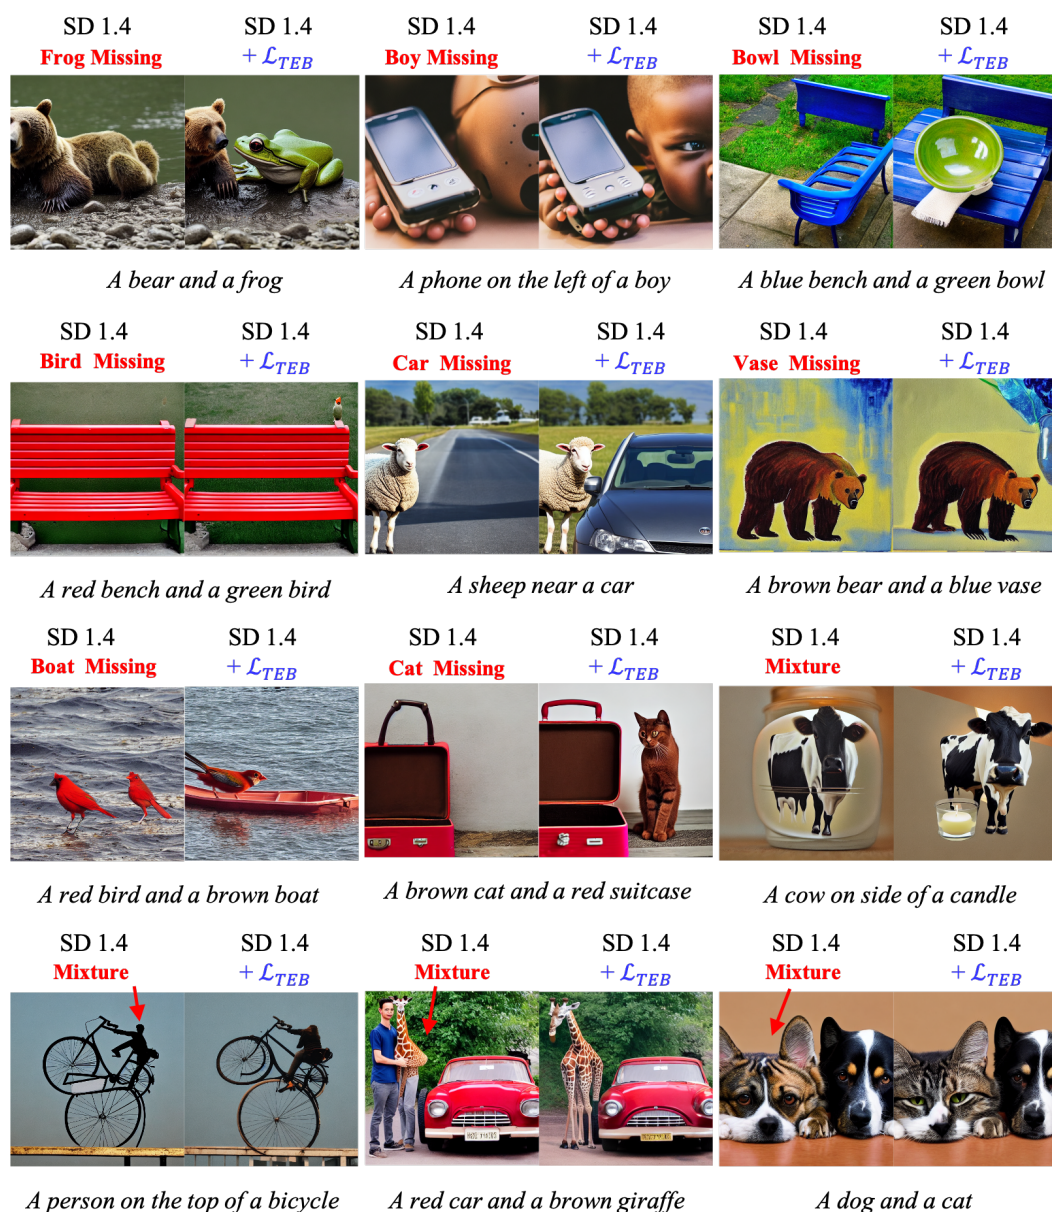 SD 1.4 SD 1.4 SD 1.4 SD 1.4 SD 1.4 SD 1.4
Frog Missing + ℒTEB Boy Missing + ℒTEB Bowl Missing + ℒTEB
A bear and a frog A phone on the left of a boy A blue bench and a green bowl
SD 1.4 SD 1.4 SD 1.4 SD 1.4 SD 1.4 SD 1.4
Bird Missing + ℒTEB Car Missing + ℒTEB Vase Missing + ℒTEB
A red bench and a green bird A sheep near a car A brown bear and a blue vase
SD 1.4 SD 1.4 SD 1.4 SD 1.4 SD 1.4 SD 1.4
Boat Missing + ℒTEB Cat Missing + ℒTEB Mixture + ℒTEB
A red bird and a brown boat A brown cat and a red suitcase A cow on side of a candle
SD 1.4 SD 1.4 SD 1.4 SD 1.4 SD 1.4 SD 1.4
Mixture + ℒTEB Mixture + ℒTEB Mixture + ℒTEB
A person on the top of a bicycle A red car and a brown giraffe A dog and a cat